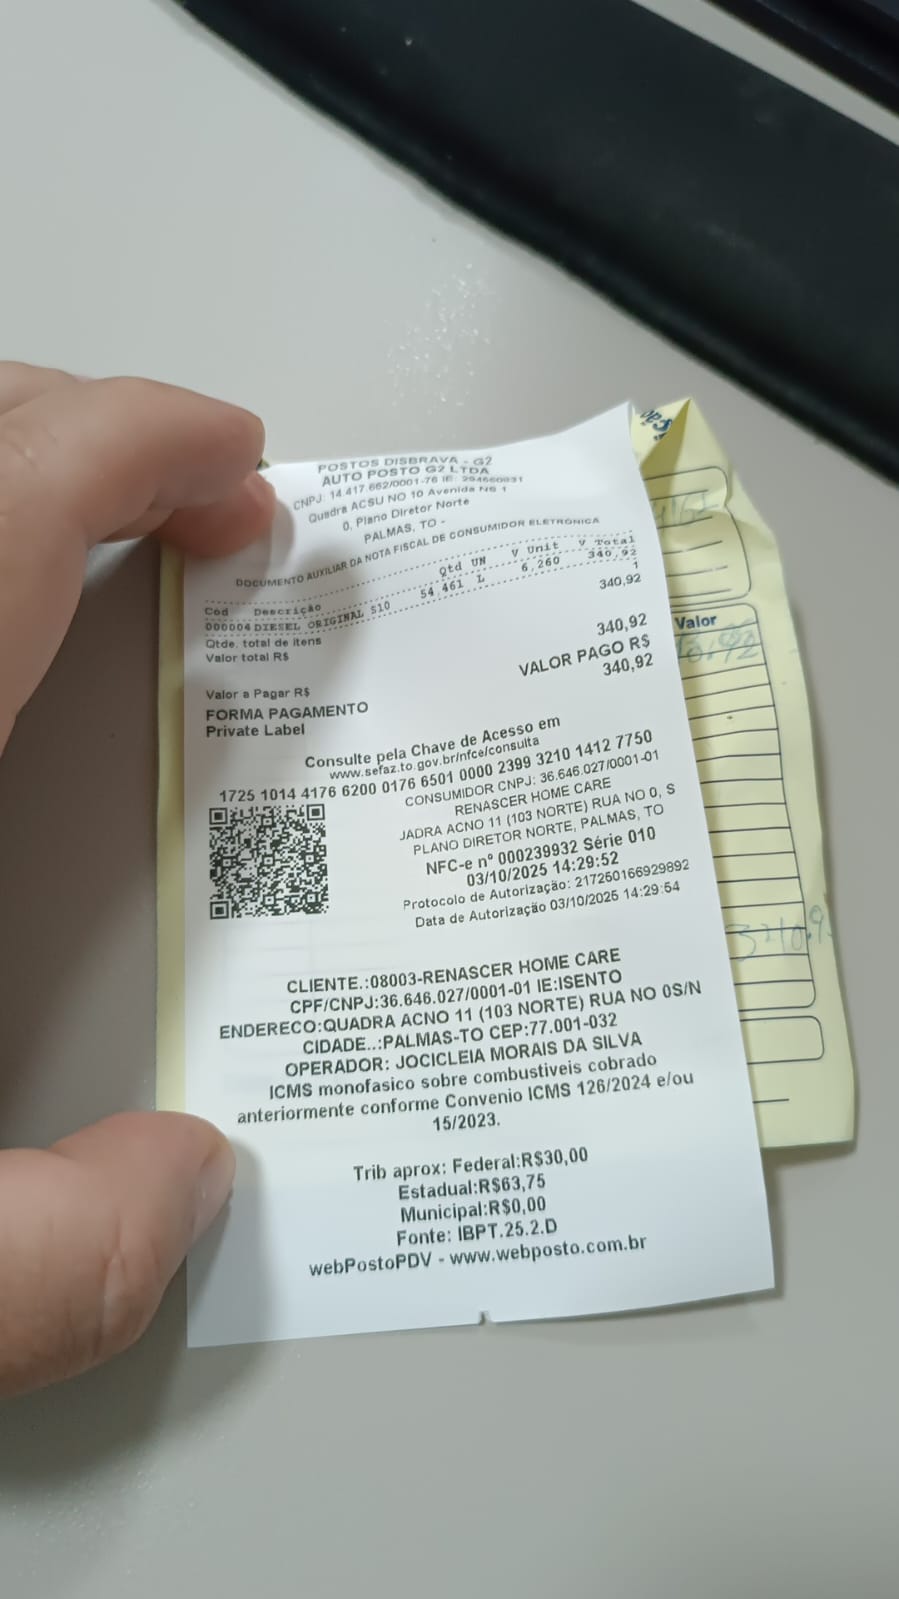 POSTOS DISBRAVA - G2
AUTO POSTO G2 LTDA
CNPJ: 14.417.662/0001-76 IE: 294660931
Quadra ACSU NO 10 Avenida NS 1
0, Plano Diretor Norte
PALMAS, TO -
DOCUMENTO AUXILIAR DA NOTA FISCAL DE CONSUMIDOR ELETRÔNICA
Cód Descrição Qtd UN V Unit V Total
000004 DIESEL ORIGINAL S10 54,461 L 6,260 340,92
Qtde. total de itens 1
Valor total R$ 340,92
Valor a Pagar R$ 340,92
FORMA PAGAMENTO VALOR PAGO R$
Private Label 340,92
Consulte pela Chave de Acesso em
www.sefaz.to.gov.br/nfce/consulta
1725 1014 4176 6200 0176 6501 0000 2399 3210 1412 7750
CONSUMIDOR CNPJ: 36.646.027/0001-01
RENASCER HOME CARE
JADRA ACNO 11 (103 NORTE) RUA NO 0, S
PLANO DIRETOR NORTE, PALMAS, TO
NFC-e nº 000239932 Série 010
03/10/2025 14:29:52
Protocolo de Autorização: 217250166929892
Data de Autorização 03/10/2025 14:29:54
CLIENTE.:08003-RENASCER HOME CARE
CPF/CNPJ:36.646.027/0001-01 IE:ISENTO
ENDERECO:QUADRA ACNO 11 (103 NORTE) RUA NO 0S/N
CIDADE..:PALMAS-TO CEP:77.001-032
OPERADOR: JOCICLEIA MORAIS DA SILVA
ICMS monofasico sobre combustiveis cobrado
anteriormente conforme Convenio ICMS 126/2024 e/ou
15/2023.
Trib aprox: Federal:R$30,00
Estadual:R$63,75
Municipal:R$0,00
Fonte: IBPT.25.2.D
webPostoPDV - www.webposto.com.br
Valor